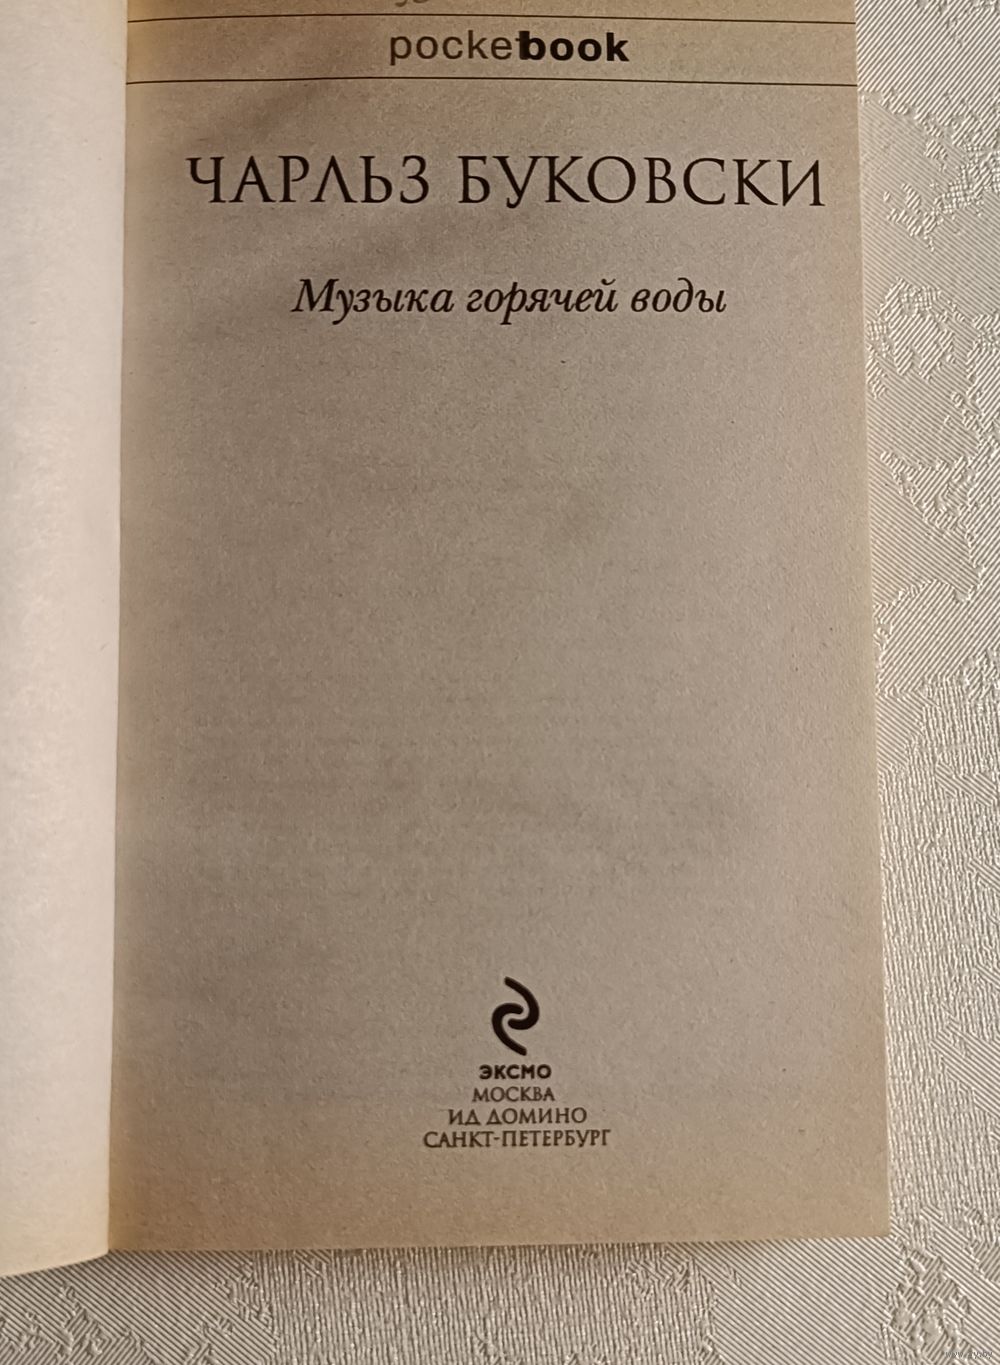 pocketbook
ЧАРЛЬЗ БУКОВСКИ
Музыка горячей воды
ЭКСМО
МОСКВА
ИД ДОМИНО
САНКТ-ПЕТЕРБУРГ